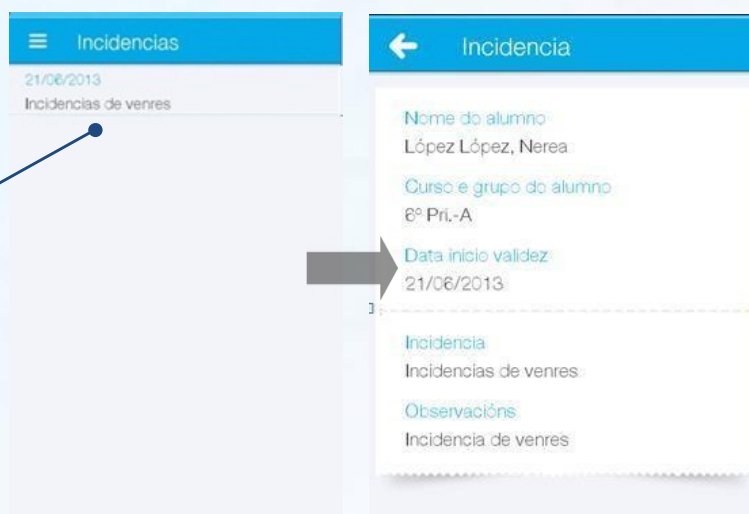 Incidencias
21/06/2013
Incidencias de venres
Incidencia
Nome do alumno
López López, Nerea
Curso e grupo do alumno
6º Pri.-A
Data inicio validez
21/06/2013
Incidencia
Incidencias de venres
Observacións
Incidencia de venres